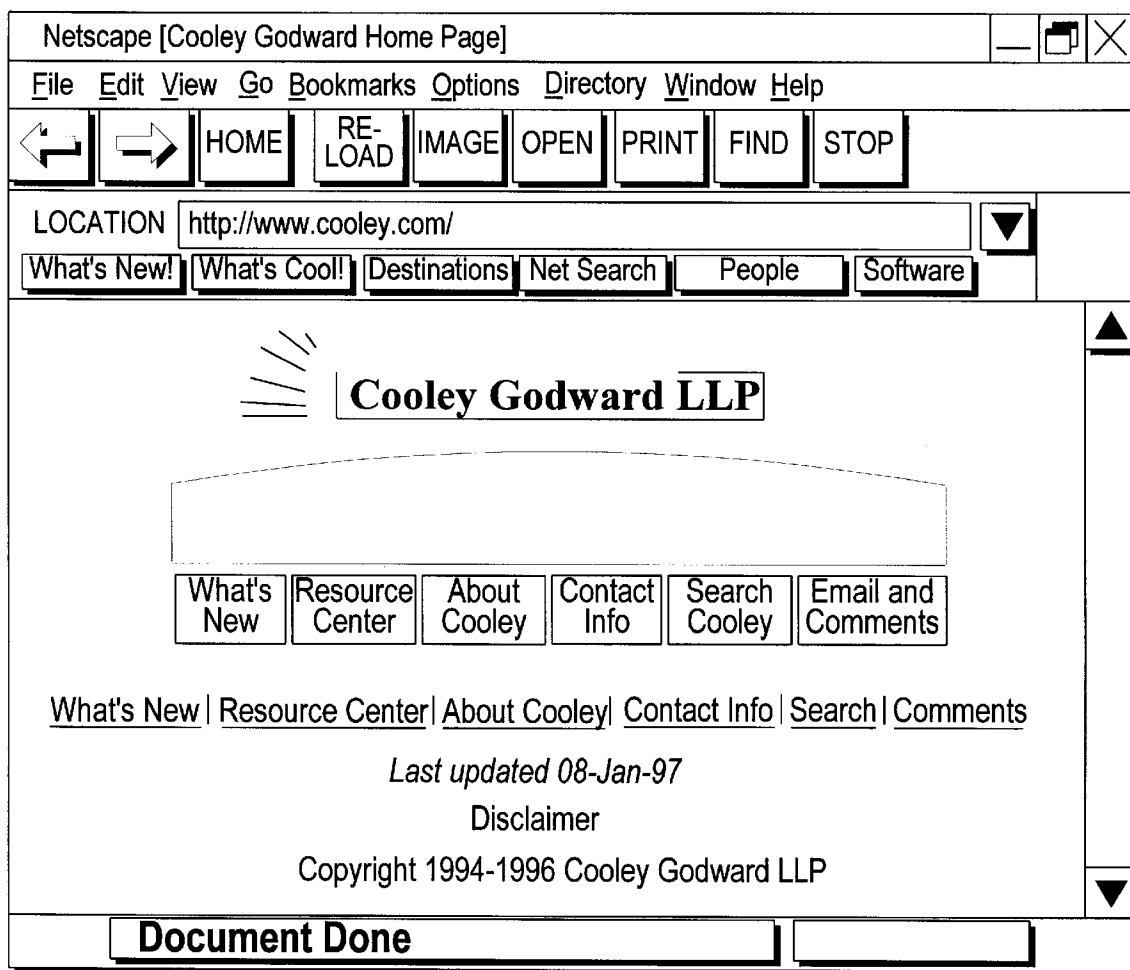 Netscape [Cooley Godward Home Page]
File Edit View Go Bookmarks Options Directory Window Help
HOME RE-LOAD IMAGE OPEN PRINT FIND STOP
LOCATION http://www.cooley.com/
What's New! What's Cool! Destinations Net Search People Software
Cooley Godward LLP
What's New Resource Center About Cooley Contact Info Search Cooley Email and Comments
What's New | Resource Center | About Cooley | Contact Info | Search | Comments
Last updated 08-Jan-97
Disclaimer
Copyright 1994-1996 Cooley Godward LLP
Document Done